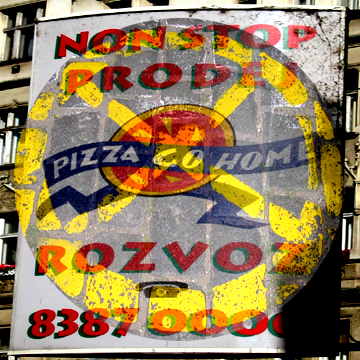 NONSTOP
PRODEJ
PIZZA GO HOME
ROZVOZ
8387 0000